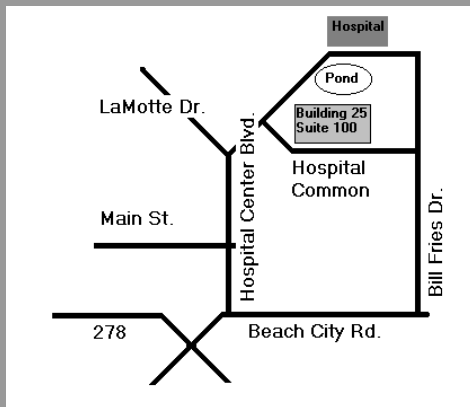 Hospital
Pond
LaMotte Dr.
Building 25
Suite 100
Hospital Center Blvd.
Hospital
Common
Main St.
Bill Fries Dr.
278
Beach City Rd.